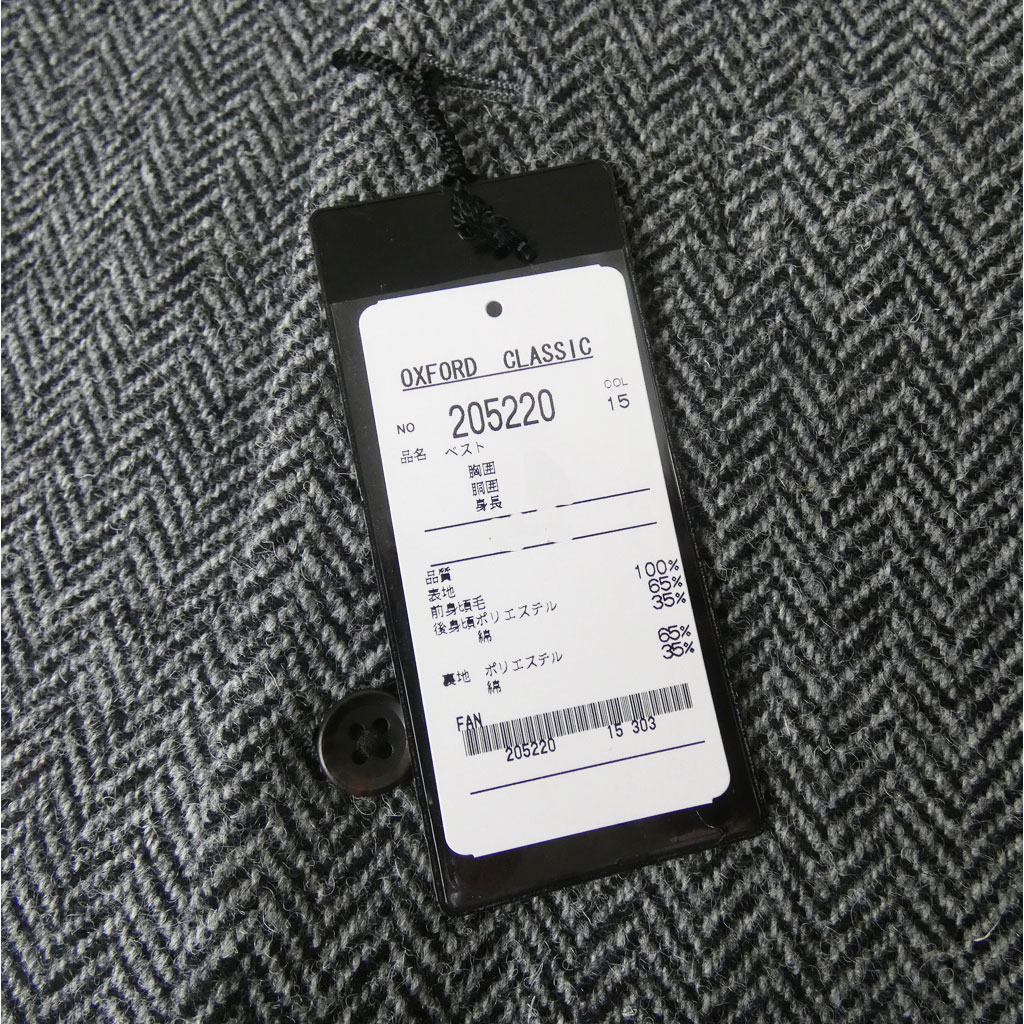 OXFORD CLASSIC
NO 205220 COL 15
品名 ベスト
胸囲
胴囲
身長
品質
表地
前身頃毛 100%
後身頃ポリエステル 65%
綿 35%
裏地 ポリエステル 65%
綿 35%
FAN
205220 15 303